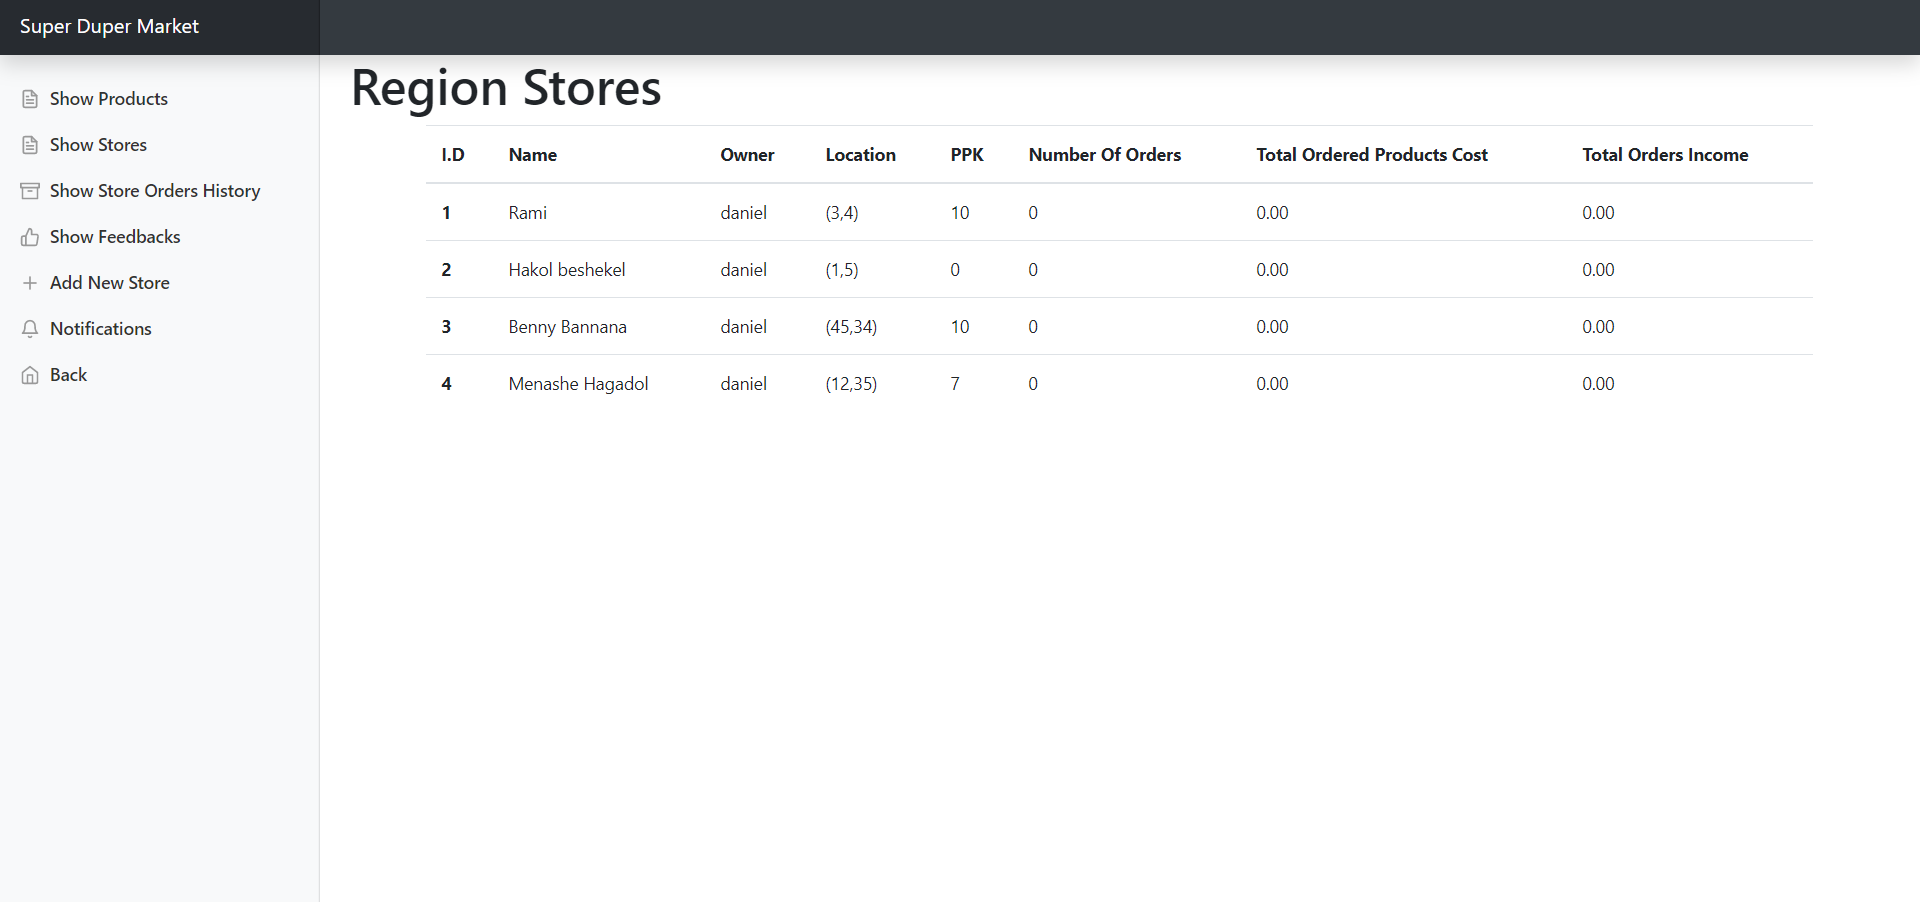 Super Duper Market
Show Products
Show Stores
Show Store Orders History
Show Feedbacks
Add New Store
Notifications
Back
Region Stores
I.D Name Owner Location PPK Number Of Orders Total Ordered Products Cost Total Orders Income
1 Rami daniel (3,4) 10 0 0.00 0.00
2 Hakol beshekel daniel (1,5) 0 0 0.00 0.00
3 Benny Bannana daniel (45,34) 10 0 0.00 0.00
4 Menashe Hagadol daniel (12,35) 7 0 0.00 0.00